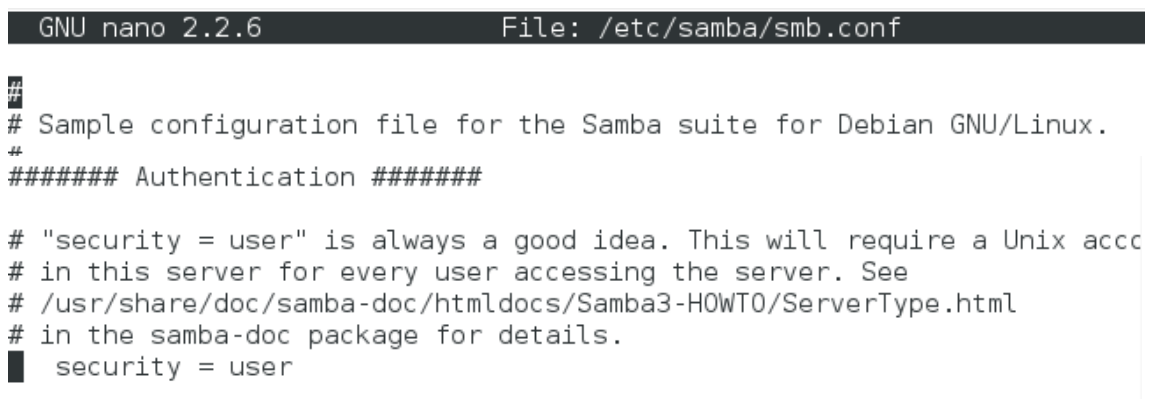 GNU nano 2.2.6 File: /etc/samba/smb.conf
#
# Sample configuration file for the Samba suite for Debian GNU/Linux.
#
####### Authentication #######
# "security = user" is always a good idea. This will require a Unix acco
# in this server for every user accessing the server. See
# /usr/share/doc/samba-doc/htmldocs/Samba3-HOWTO/ServerType.html
# in the samba-doc package for details.
security = user